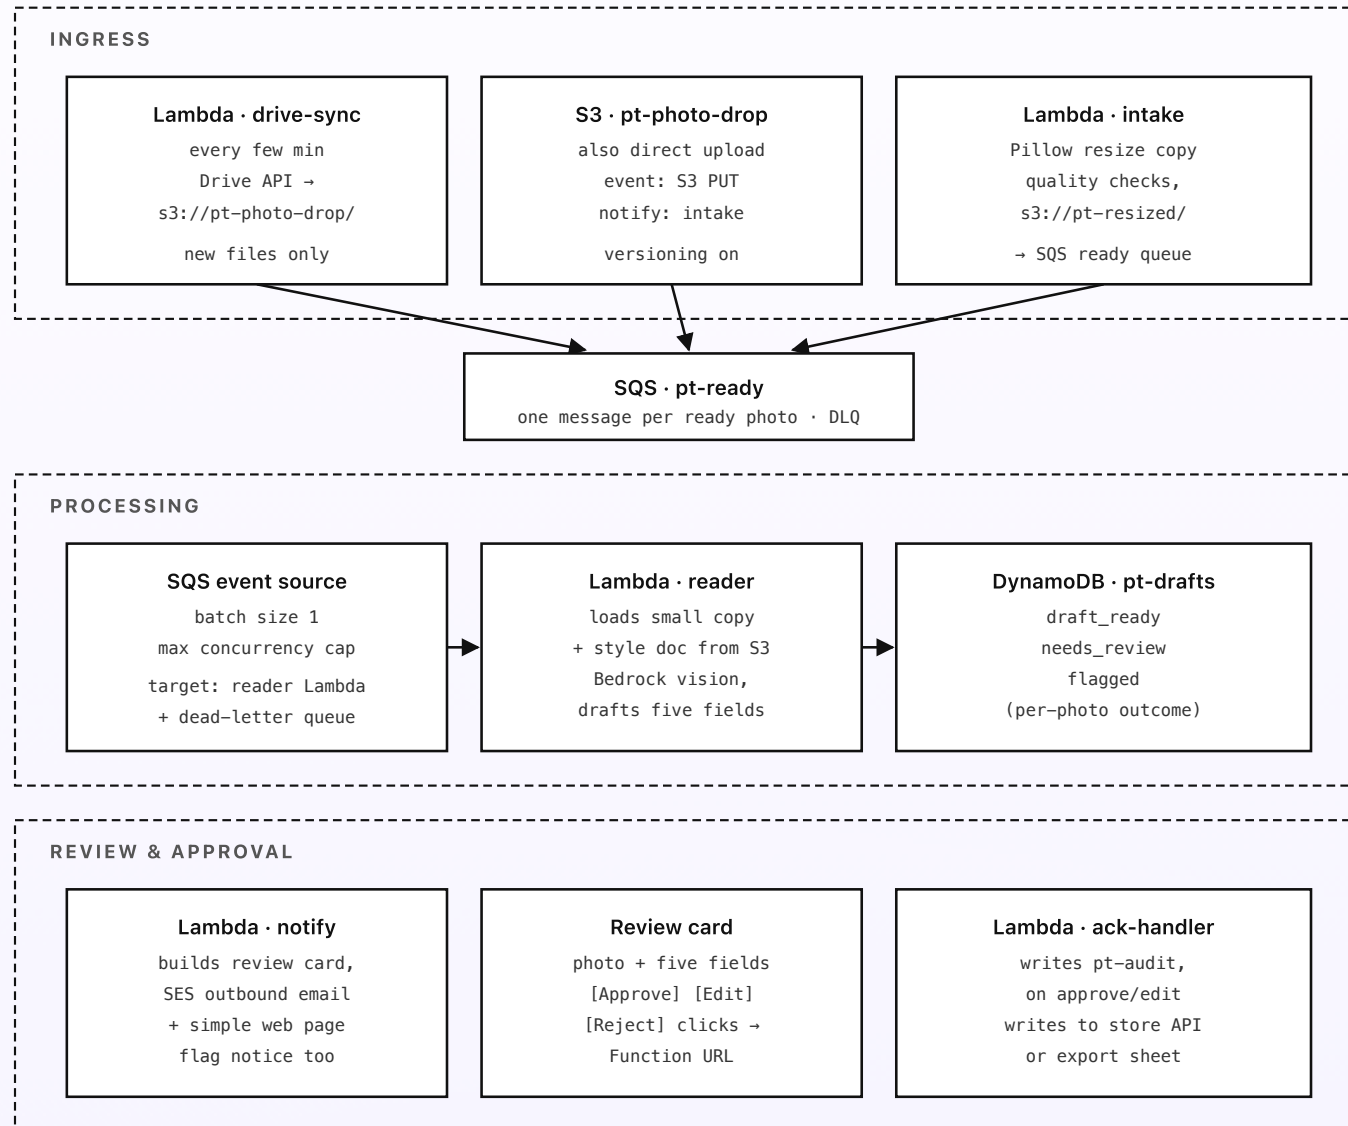 INGRESS
Lambda · drive-sync
every few min
Drive API →
s3://pt-photo-drop/
new files only
S3 · pt-photo-drop
also direct upload
event: S3 PUT
notify: intake
versioning on
Lambda · intake
Pillow resize copy
quality checks,
s3://pt-resized/
→ SQS ready queue
SQS · pt-ready
one message per ready photo · DLQ
PROCESSING
SQS event source
batch size 1
max concurrency cap
target: reader Lambda
+ dead-letter queue
Lambda · reader
loads small copy
+ style doc from S3
Bedrock vision,
drafts five fields
DynamoDB · pt-drafts
draft_ready
needs_review
flagged
(per-photo outcome)
REVIEW & APPROVAL
Lambda · notify
builds review card,
SES outbound email
+ simple web page
flag notice too
Review card
photo + five fields
[Approve] [Edit]
[Reject] clicks →
Function URL
Lambda · ack-handler
writes pt-audit,
on approve/edit
writes to store API
or export sheet